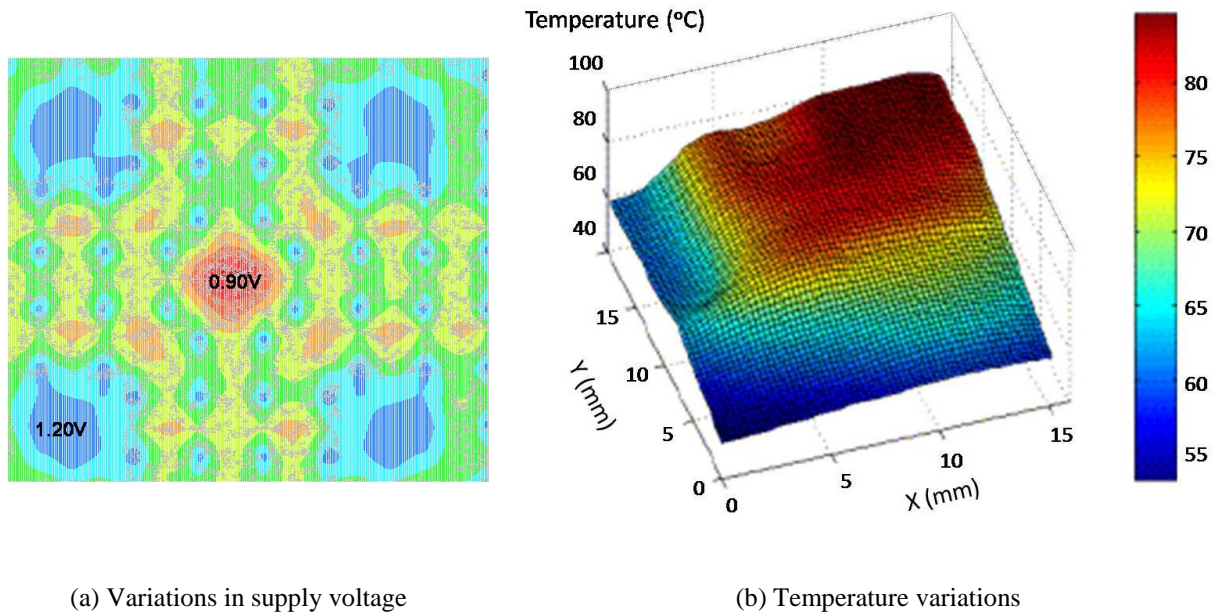 Temperature (ºC)
100
80
60
40
15
10
5
0
Y (mm)
0
5
10
15
X (mm)
80
75
70
65
60
55
0.90V
1.20V
(a) Variations in supply voltage
(b) Temperature variations